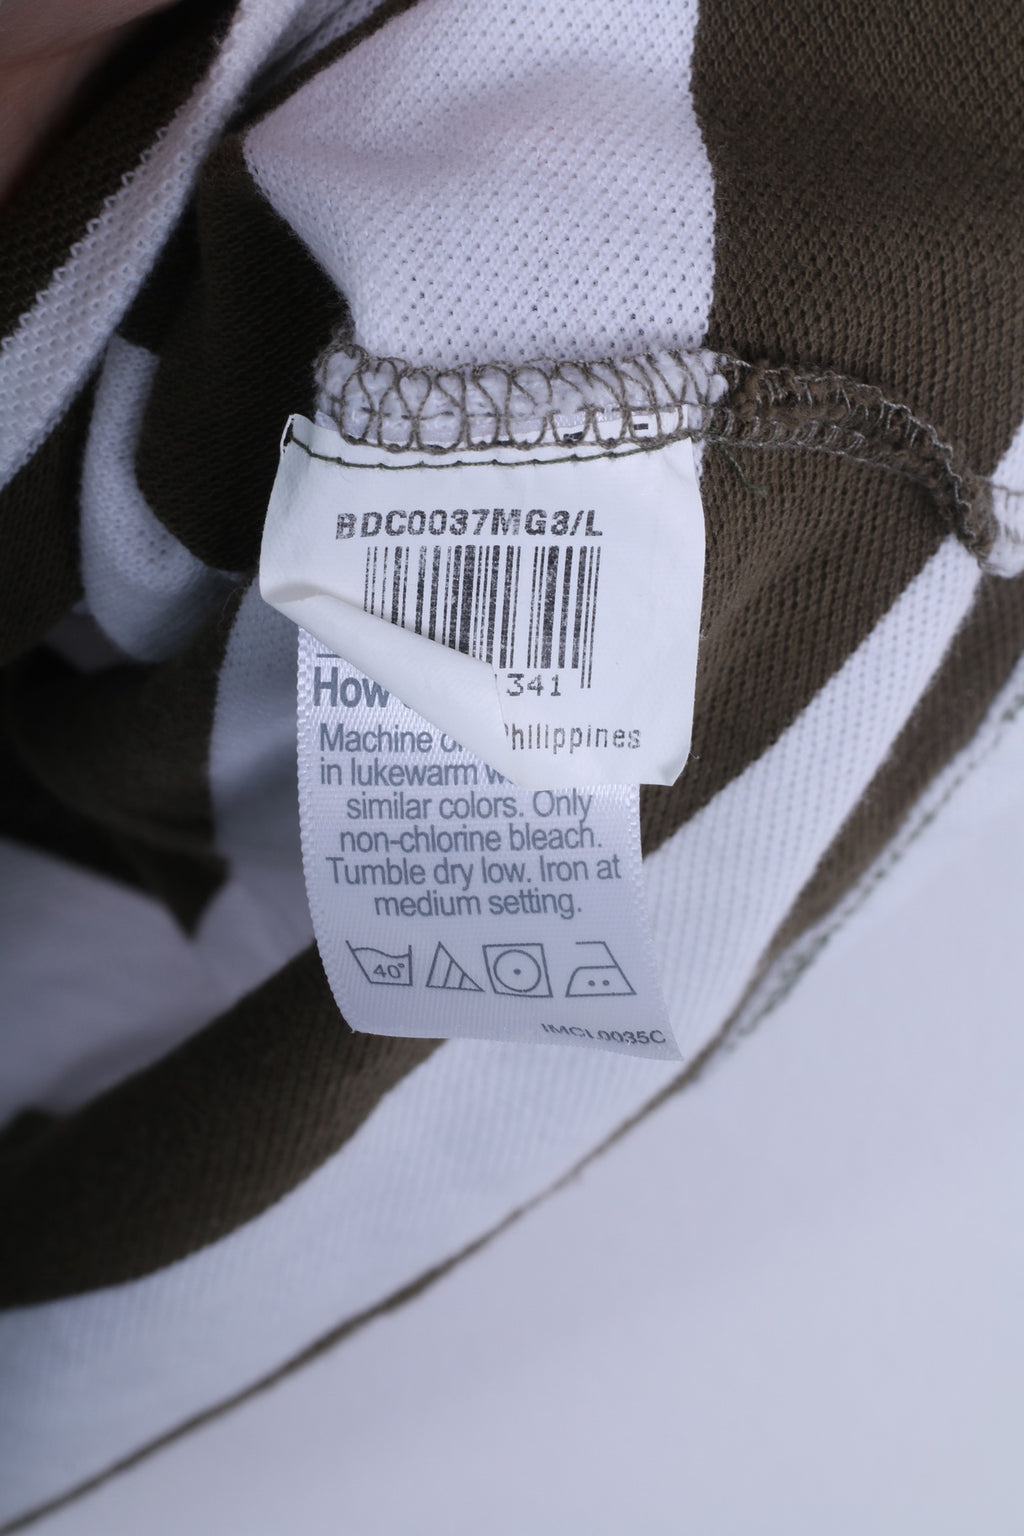 BDC0037MG3/L
341
Philippines
How
Machine or
in lukewarm
similar colors. Only
non-chlorine bleach.
Tumble dry low. Iron at
medium setting.
40°
IMCL0035C